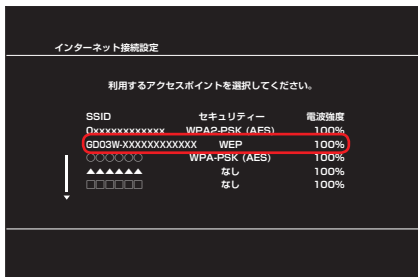 インターネット接続設定
利用するアクセスポイントを選択してください。
SSID セキュリティー 電波強度
0xxxxxxxxxxxx WPA2-PSK (AES) 100%
GD03W-XXXXXXXXXXXX WEP 100%
○○○○○○ WPA-PSK (AES) 100%
▲▲▲▲▲▲ なし 100%
□□□□□□ なし 100%